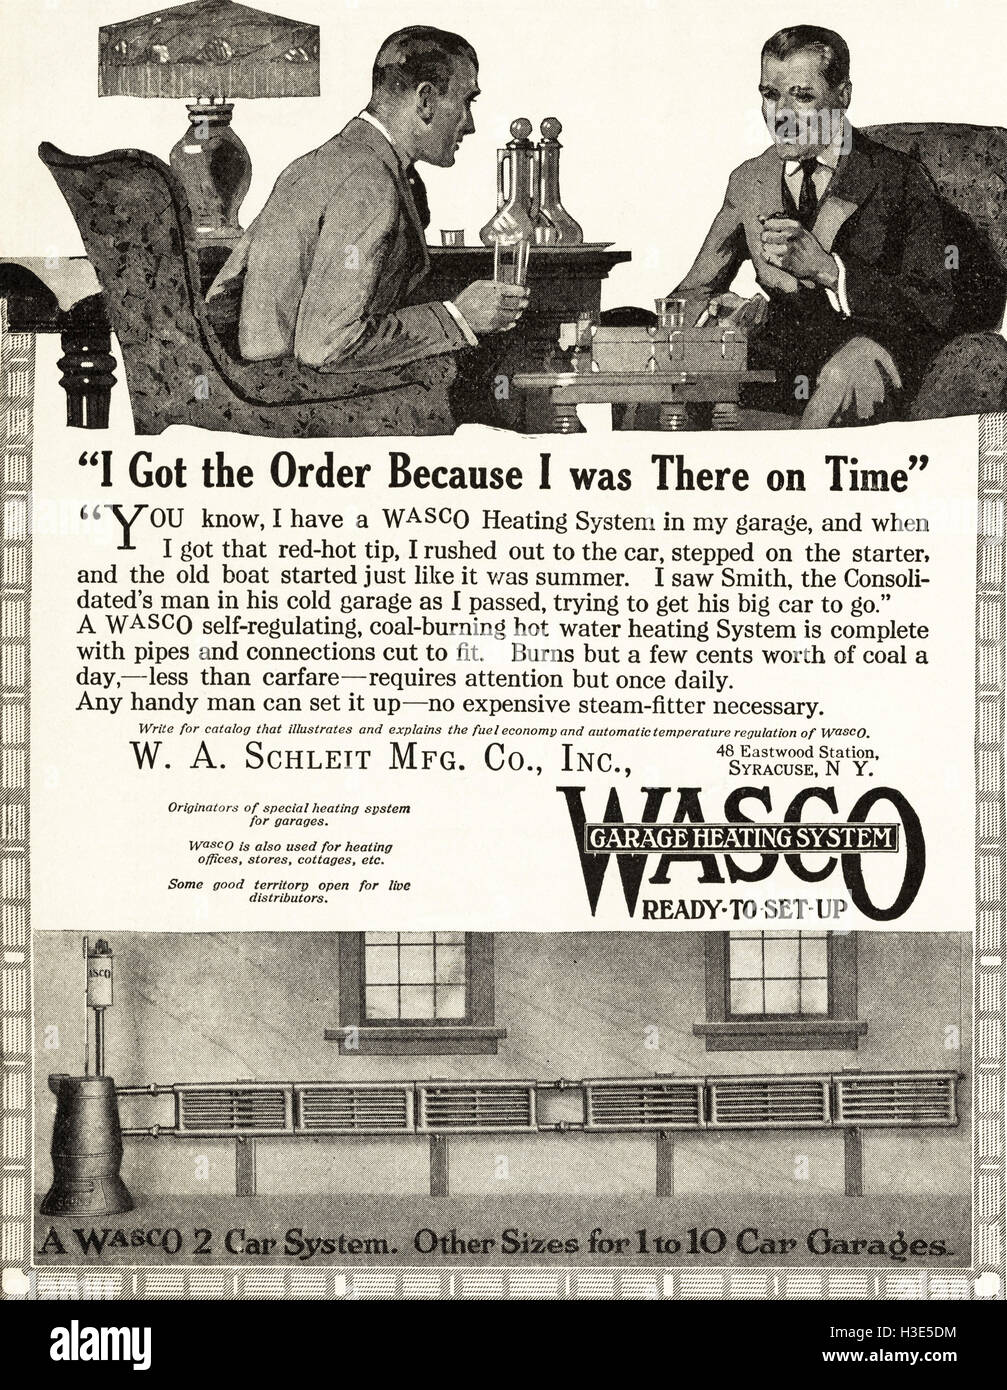 “I Got the Order Because I was There on Time”
“YOU know, I have a WASCO Heating System in my garage, and when
I got that red-hot tip, I rushed out to the car, stepped on the starter,
and the old boat started just like it was summer. I saw Smith, the Consoli-
dated's man in his cold garage as I passed, trying to get his big car to go.”
A WASCO self-regulating, coal-burning hot water heating System is complete
with pipes and connections cut to fit. Burns but a few cents worth of coal a
day,—less than carfare—requires attention but once daily.
Any handy man can set it up—no expensive steam-fitter necessary.
Write for catalog that illustrates and explains the fuel economy and automatic temperature regulation of WASCO.
W. A. SCHLEIT MFG. CO., INC.,
48 Eastwood Station,
SYRACUSE, N Y.
Originators of special heating system
for garages.
WASCO is also used for heating
offices, stores, cottages, etc.
Some good territory open for live
distributors.
WASCO
GARAGE HEATING SYSTEM
READY·TO·SET·UP
ASCO
A WASCO 2 Car System. Other Sizes for 1 to 10 Car Garages.
alamy stock photo
H3E5DM
www.alamy.com